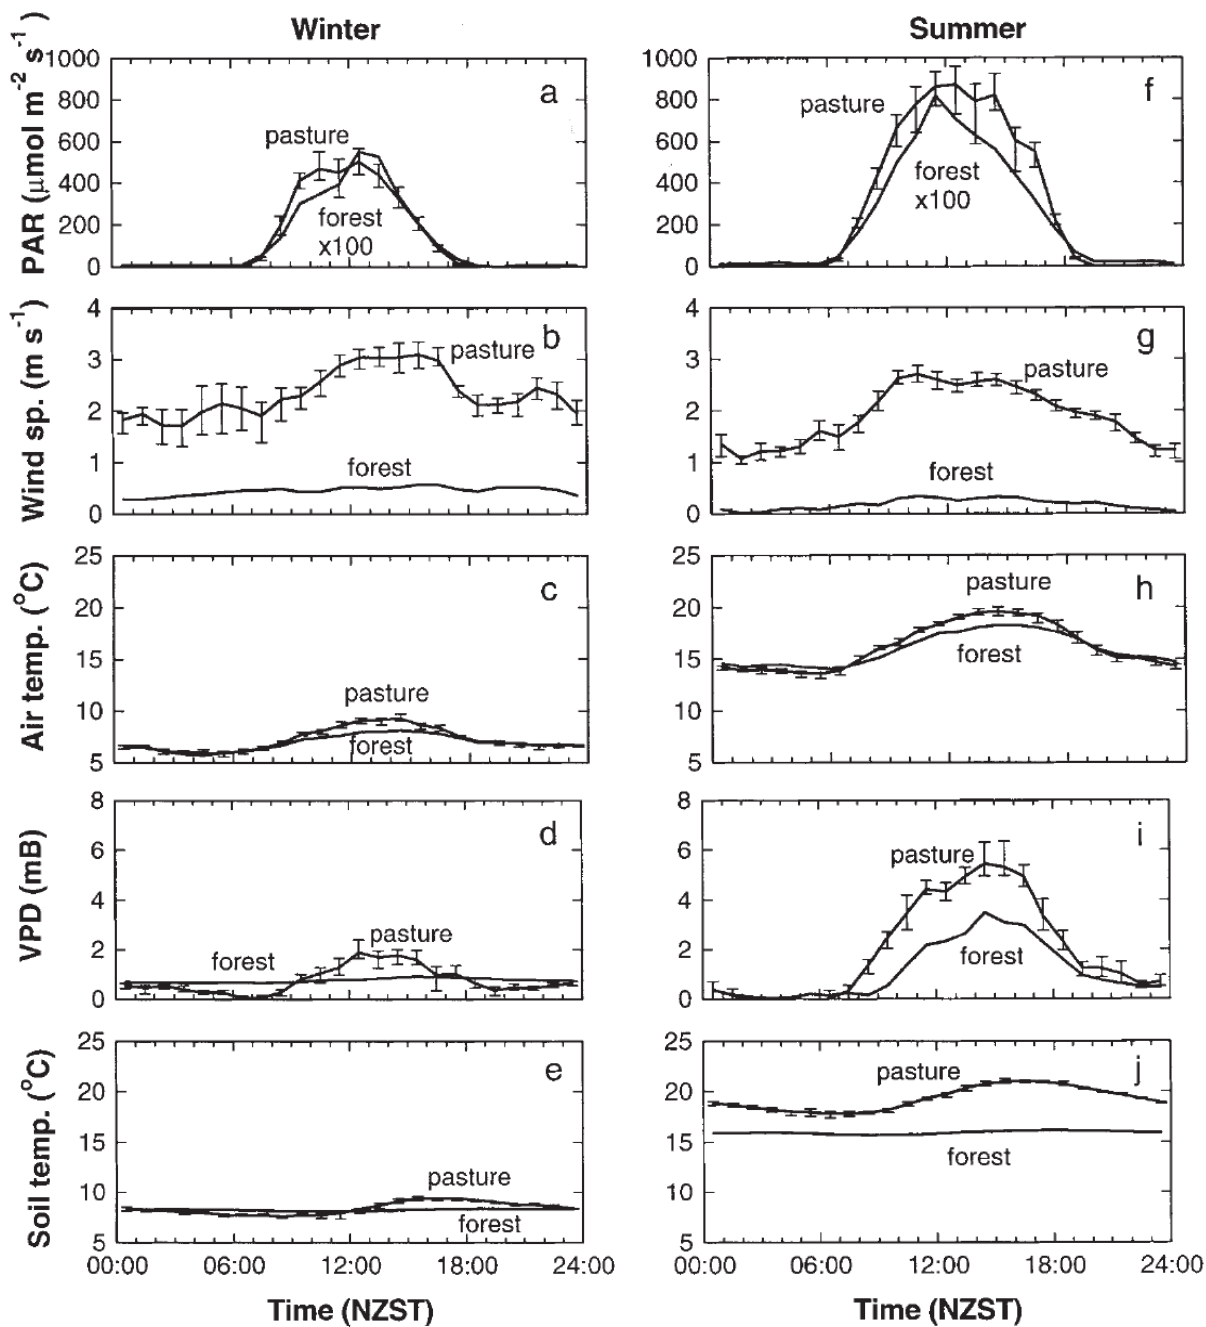 Winter
Summer
PAR (μmol m⁻² s⁻¹)
1000
800
600
400
200
0
a
pasture
forest
x100
1000
800
600
400
200
0
f
pasture
forest
x100
Wind sp. (m s⁻¹)
4
3
2
1
0
b
pasture
forest
4
3
2
1
0
g
pasture
forest
Air temp. (°C)
25
20
15
10
5
c
pasture
forest
25
20
15
10
5
h
pasture
forest
VPD (mB)
8
6
4
2
0
d
pasture
forest
8
6
4
2
0
i
pasture
forest
Soil temp. (°C)
25
20
15
10
5
e
pasture
forest
25
20
15
10
5
j
pasture
forest
00:00 06:00 12:00 18:00 24:00
00:00 06:00 12:00 18:00 24:00
Time (NZST)
Time (NZST)